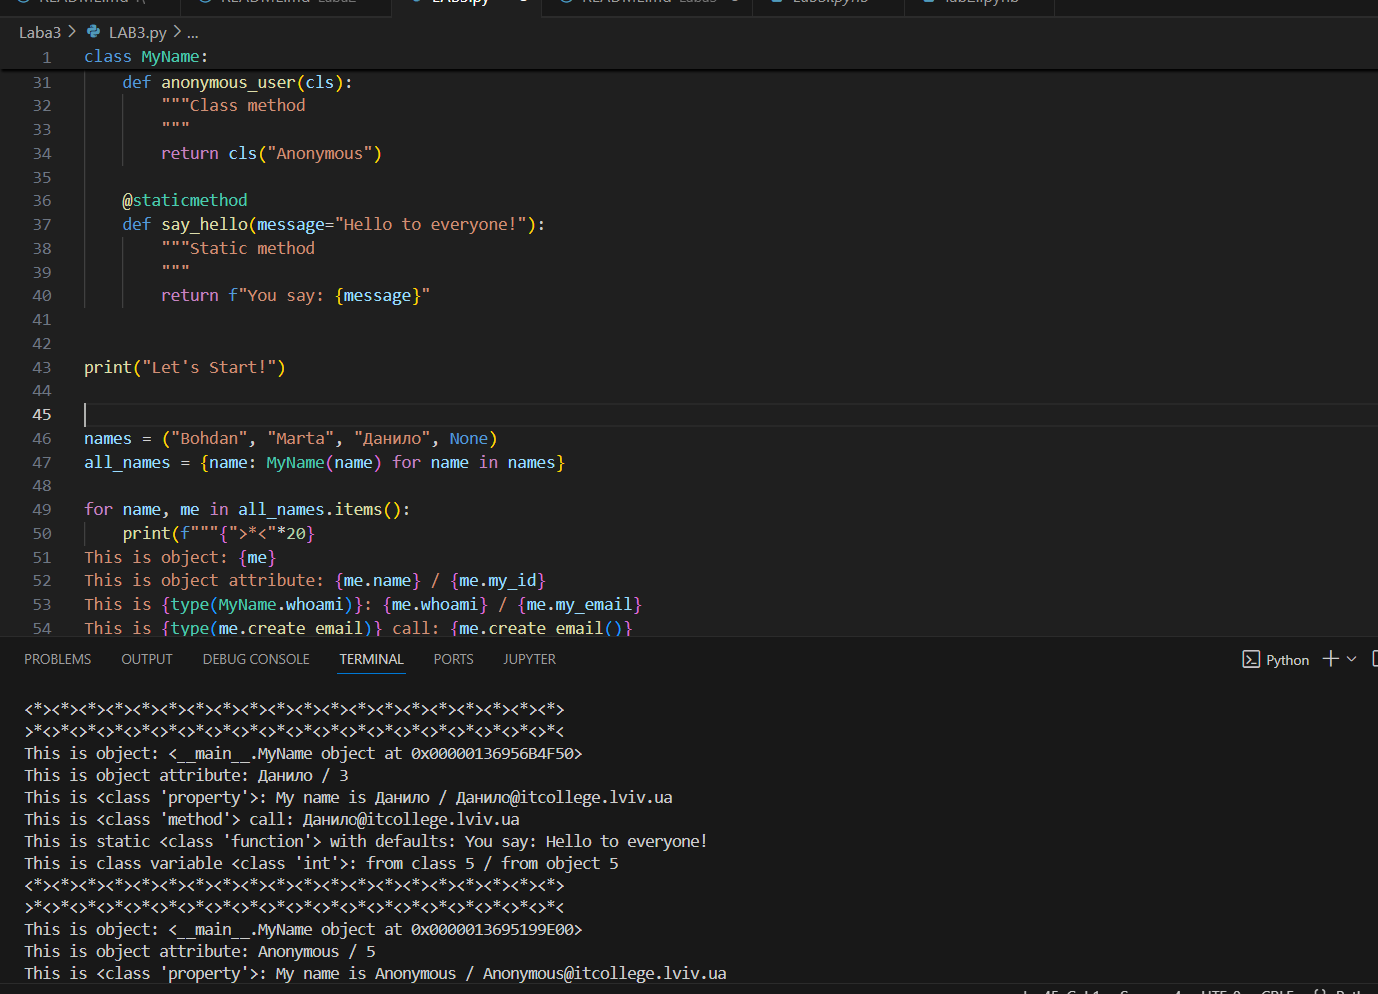 Laba3 > LAB3.py > ...
1 class MyName:
31 def anonymous_user(cls):
32 """Class method
33 """
34 return cls("Anonymous")
35
36 @staticmethod
37 def say_hello(message="Hello to everyone!"):
38 """Static method
39 """
40 return f"You say: {message}"
41
42
43 print("Let's Start!")
44
45
46 names = ("Bohdan", "Marta", "Данило", None)
47 all_names = {name: MyName(name) for name in names}
48
49 for name, me in all_names.items():
50 print(f"""{">*<"*20}
51 This is object: {me}
52 This is object attribute: {me.name} / {me.my_id}
53 This is {type(MyName.whoami)}: {me.whoami} / {me.my_email}
54 This is {type(me.create_email)} call: {me.create_email()}
PROBLEMS OUTPUT DEBUG CONSOLE TERMINAL PORTS JUPYTER Python
<*><*><*><*><*><*><*><*><*><*><*><*><*><*><*><*><*><*><*><*>
>*<>*<>*<>*<>*<>*<>*<>*<>*<>*<>*<>*<>*<>*<>*<>*<>*<>*<>*<>*<
This is object: <__main__.MyName object at 0x00000136956B4F50>
This is object attribute: Данило / 3
This is <class 'property'>: My name is Данило / Данило@itcollege.lviv.ua
This is <class 'method'> call: Данило@itcollege.lviv.ua
This is static <class 'function'> with defaults: You say: Hello to everyone!
This is class variable <class 'int'>: from class 5 / from object 5
<*><*><*><*><*><*><*><*><*><*><*><*><*><*><*><*><*><*><*><*>
>*<>*<>*<>*<>*<>*<>*<>*<>*<>*<>*<>*<>*<>*<>*<>*<>*<>*<>*<>*<
This is object: <__main__.MyName object at 0x0000013695199E00>
This is object attribute: Anonymous / 5
This is <class 'property'>: My name is Anonymous / Anonymous@itcollege.lviv.ua